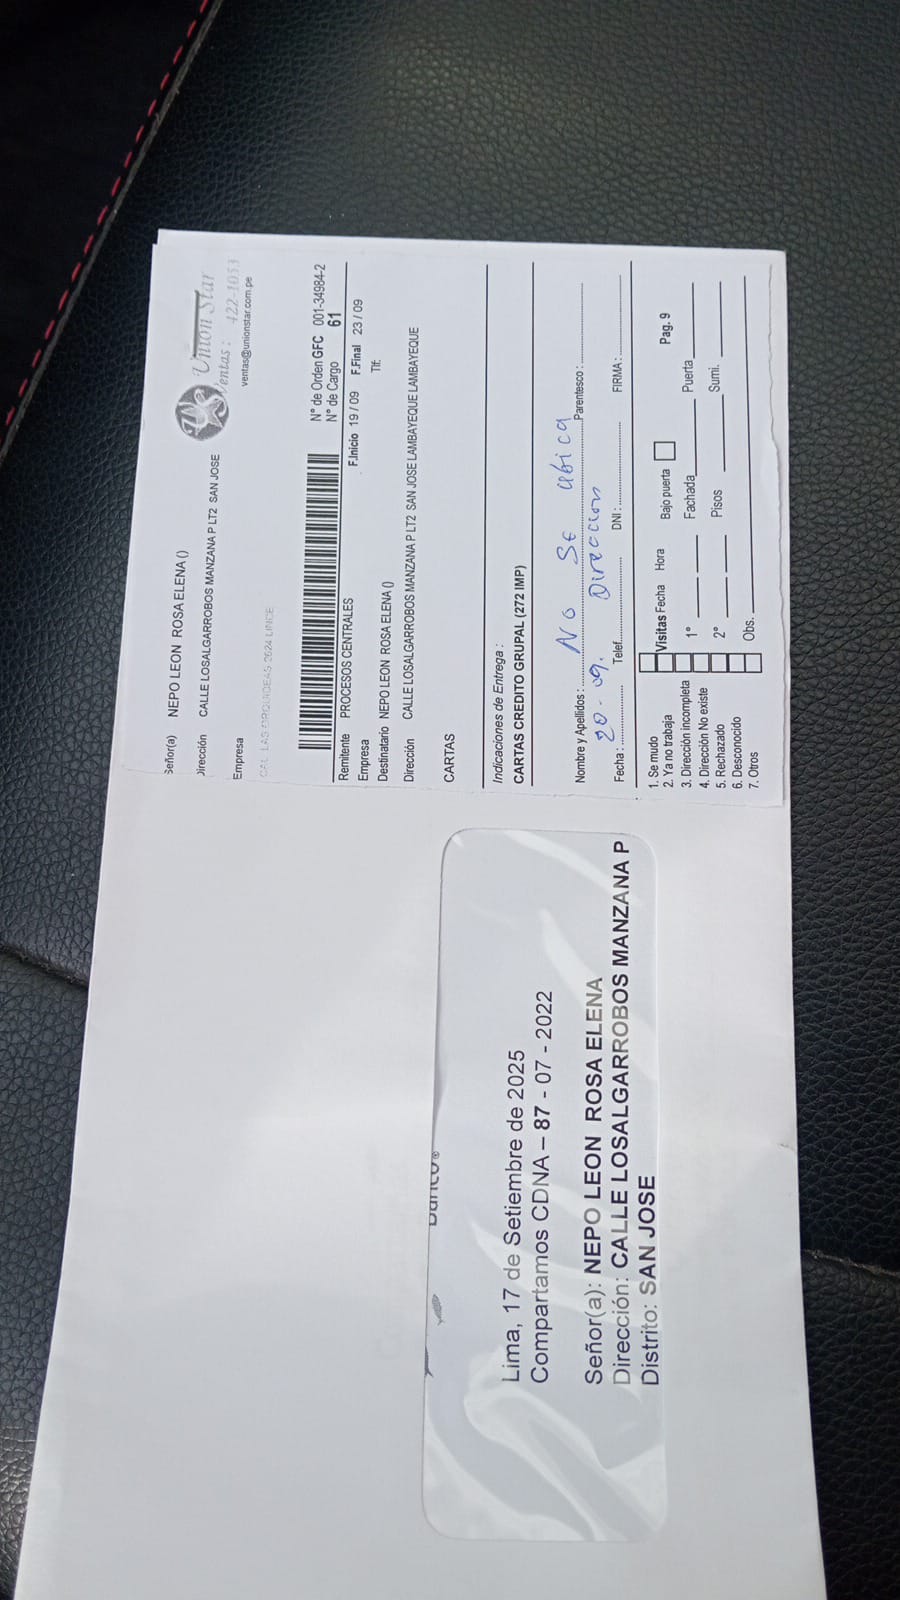 Señor(a) NEPO LEON ROSA ELENA ()
Dirección CALLE LOSALGARROBOS MANZANA P LT2 SAN JOSE
Empresa
CAL. LAS ORQUIDEAS 2624 LINCE
Union Star
Ventas : 422-1053
ventas@unionstar.com.pe
N° de Orden GFC 001-34984-2
N° de Cargo 61
Remitente PROCESOS CENTRALES F.Inicio 19 / 09 F.Final 23 / 09
Empresa Tlf:
Destinatario NEPO LEON ROSA ELENA ()
Dirección CALLE LOSALGARROBOS MANZANA P LT2 SAN JOSE LAMBAYEQUE LAMBAYEQUE
CARTAS
Indicaciones de Entrega :
CARTAS CREDITO GRUPAL (272 IMP)
No SE ubica
Nombre y Apellidos : Parentesco :
20-09. Direccion
Fecha : Telef. DNI : FIRMA :
1. Se mudo Visitas Fecha Hora Bajo puerta Pag. 9
2. Ya no trabaja
3. Dirección incompleta 1° Fachada Puerta
4. Dirección No existe
5. Rechazado 2° Pisos Sumi.
6. Desconocido
7. Otros Obs.
Banco®
Lima, 17 de Setiembre de 2025
Compartamos CDNA – 87 - 07 - 2022
Señor(a): NEPO LEON ROSA ELENA
Dirección: CALLE LOSALGARROBOS MANZANA P
Distrito: SAN JOSE